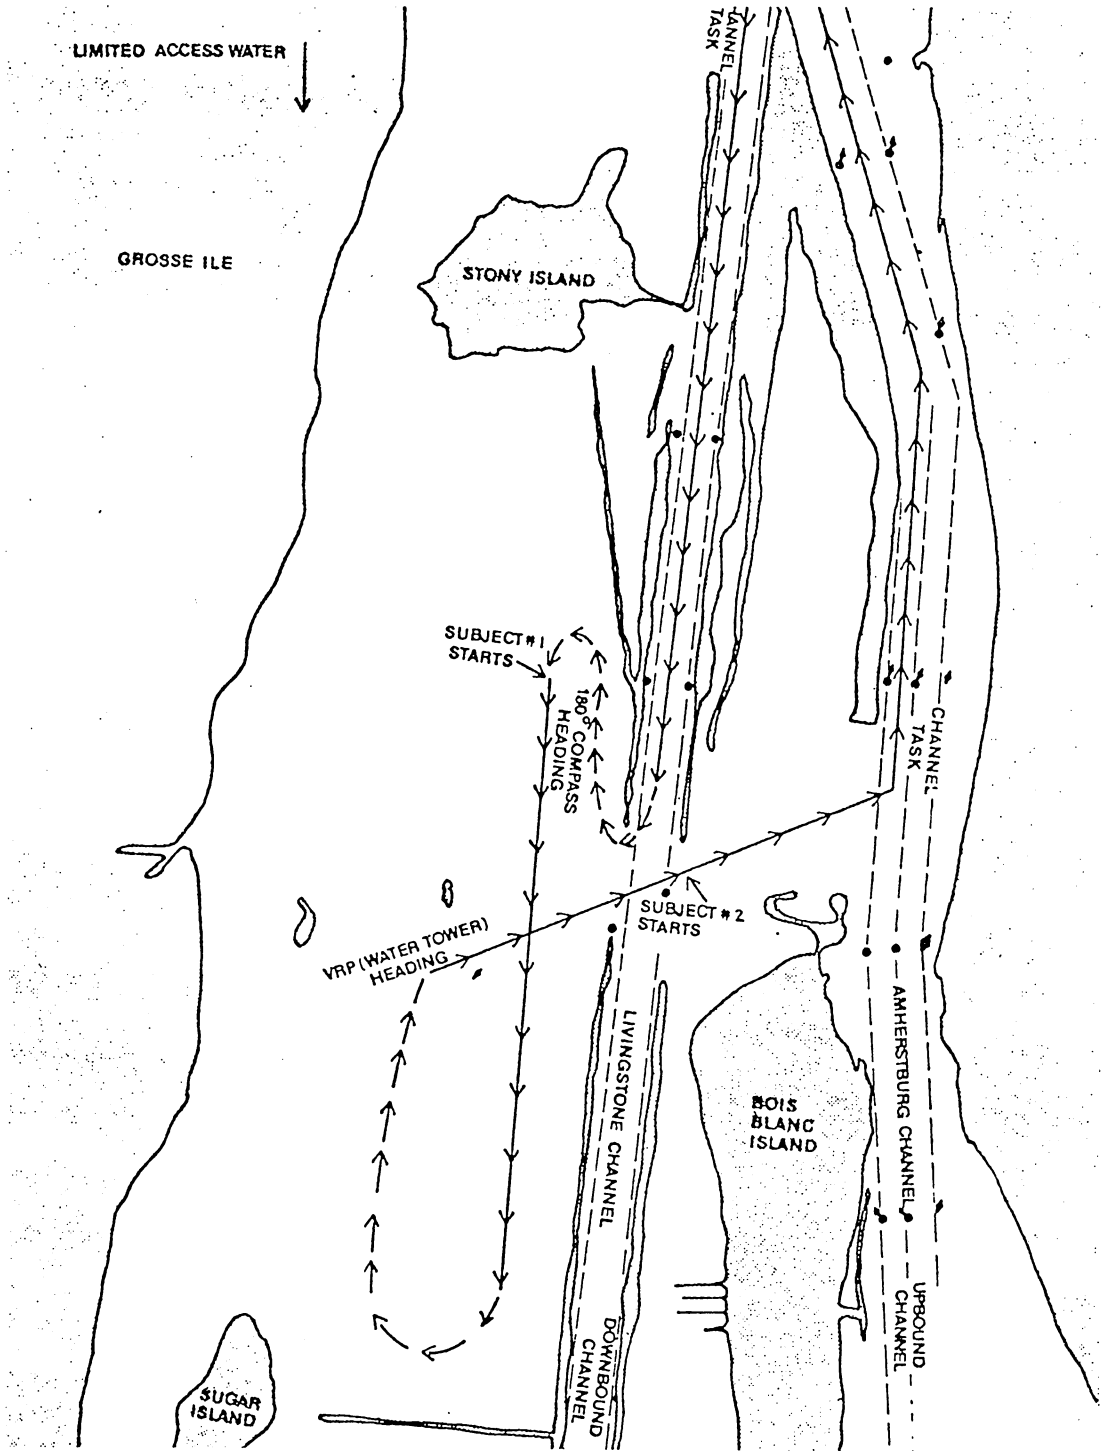 LIMITED ACCESS WATER
ANNEL
TASK
GROSSE ILE
STONY ISLAND
SUBJECT #1
STARTS
180° COMPASS
HEADING
CHANNEL
TASK
SUBJECT #2
STARTS
VRP (WATER TOWER)
HEADING
LIVINGSTONE CHANNEL
AMHERSTBURG CHANNEL
BOIS
BLANC
ISLAND
UPBOUND
CHANNEL
DOWNBOUND
CHANNEL
SUGAR
ISLAND